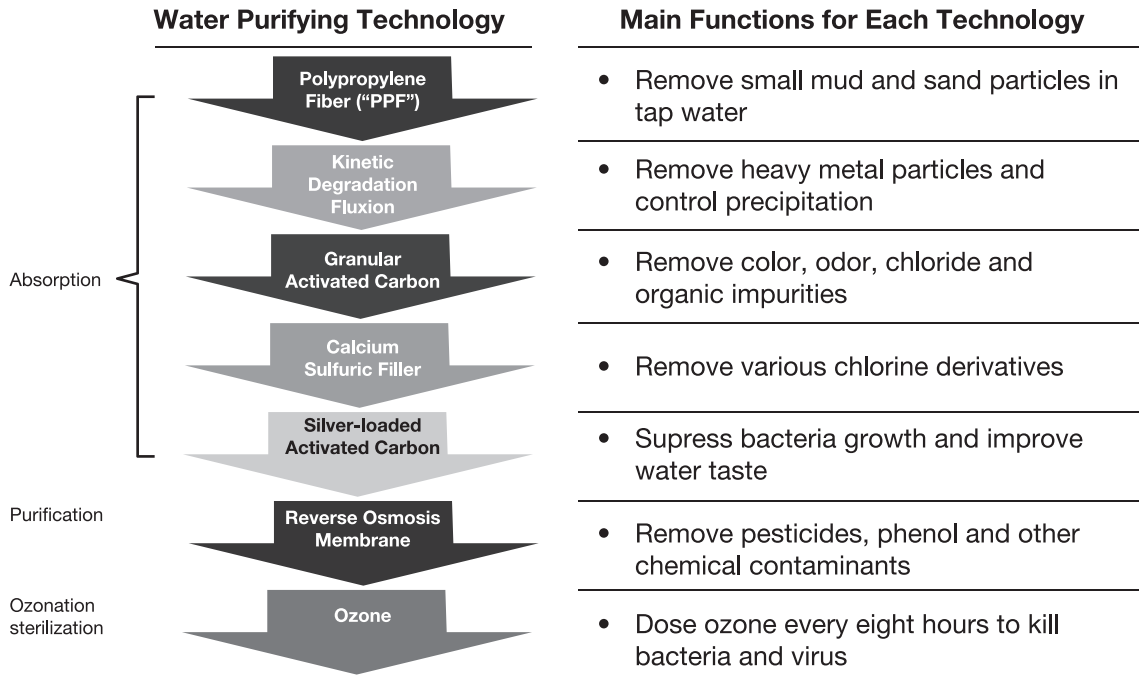 Water Purifying Technology
Main Functions for Each Technology
Polypropylene
Fiber (“PPF”)
• Remove small mud and sand particles in
tap water
Kinetic
Degradation
Fluxion
• Remove heavy metal particles and
control precipitation
Absorption
Granular
Activated Carbon
• Remove color, odor, chloride and
organic impurities
Calcium
Sulfuric Filler
• Remove various chlorine derivatives
Silver-loaded
Activated Carbon
• Supress bacteria growth and improve
water taste
Purification
Reverse Osmosis
Membrane
• Remove pesticides, phenol and other
chemical contaminants
Ozonation
sterilization
Ozone
• Dose ozone every eight hours to kill
bacteria and virus